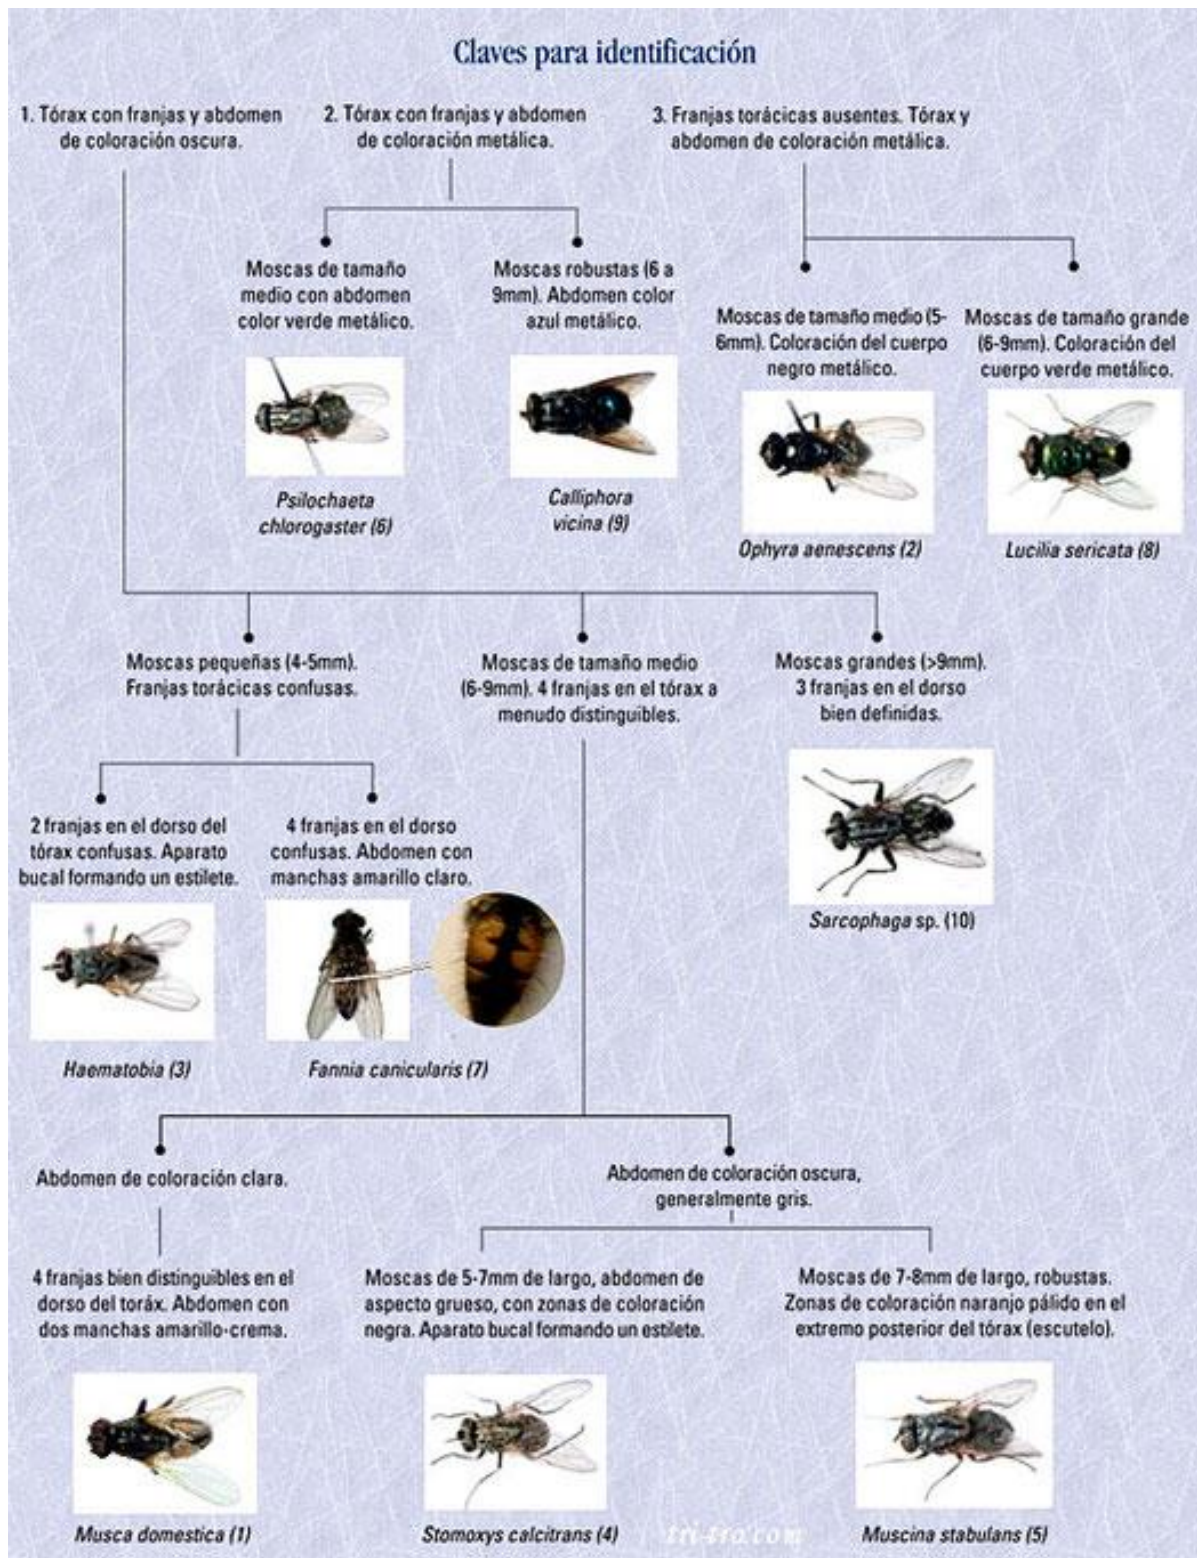 Claves para identificación
1. Tórax con franjas y abdomen
de coloración oscura.
2. Tórax con franjas y abdomen
de coloración metálica.
3. Franjas torácicas ausentes. Tórax y
abdomen de coloración metálica.
Moscas de tamaño
medio con abdomen
color verde metálico.
Moscas robustas (6 a
9mm). Abdomen color
azul metálico.
Moscas de tamaño medio (5-
6mm). Coloración del cuerpo
negro metálico.
Moscas de tamaño grande
(6-9mm). Coloración del
cuerpo verde metálico.
Psilochaeta
chlorogaster (6)
Calliphora
vicina (9)
Ophyra aenescens (2)
Lucilia sericata (8)
Moscas pequeñas (4-5mm).
Franjas torácicas confusas.
Moscas de tamaño medio
(6-9mm). 4 franjas en el tórax a
menudo distinguibles.
Moscas grandes (>9mm).
3 franjas en el dorso
bien definidas.
2 franjas en el dorso del
tórax confusas. Aparato
bucal formando un estilete.
4 franjas en el dorso
confusas. Abdomen con
manchas amarillo claro.
Sarcophaga sp. (10)
Haematobia (3)
Fannia canicularis (7)
Abdomen de coloración clara.
Abdomen de coloración oscura,
generalmente gris.
4 franjas bien distinguibles en el
dorso del toráx. Abdomen con
dos manchas amarillo-crema.
Moscas de 5-7mm de largo, abdomen de
aspecto grueso, con zonas de coloración
negra. Aparato bucal formando un estilete.
Moscas de 7-8mm de largo, robustas.
Zonas de coloración naranjo pálido en el
extremo posterior del tórax (escutelo).
Musca domestica (1)
Stomoxys calcitrans (4)
tri-tro.com
Muscina stabulans (5)